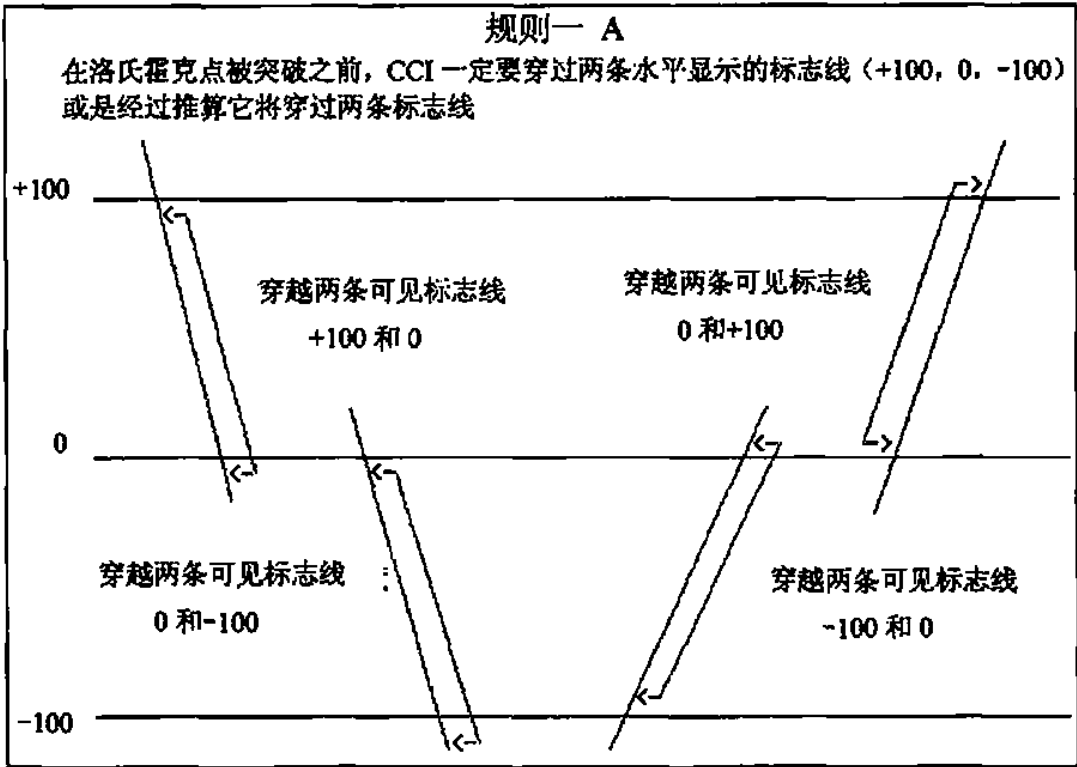 规则一 A
在洛氏霍克点被突破之前，CCI 一定要穿过两条水平显示的标志线（+100，0，-100）
或是经过推算它将穿过两条标志线
+100
穿越两条可见标志线
+100 和 0
穿越两条可见标志线
0 和+100
0
穿越两条可见标志线
0 和-100
穿越两条可见标志线
-100 和 0
-100